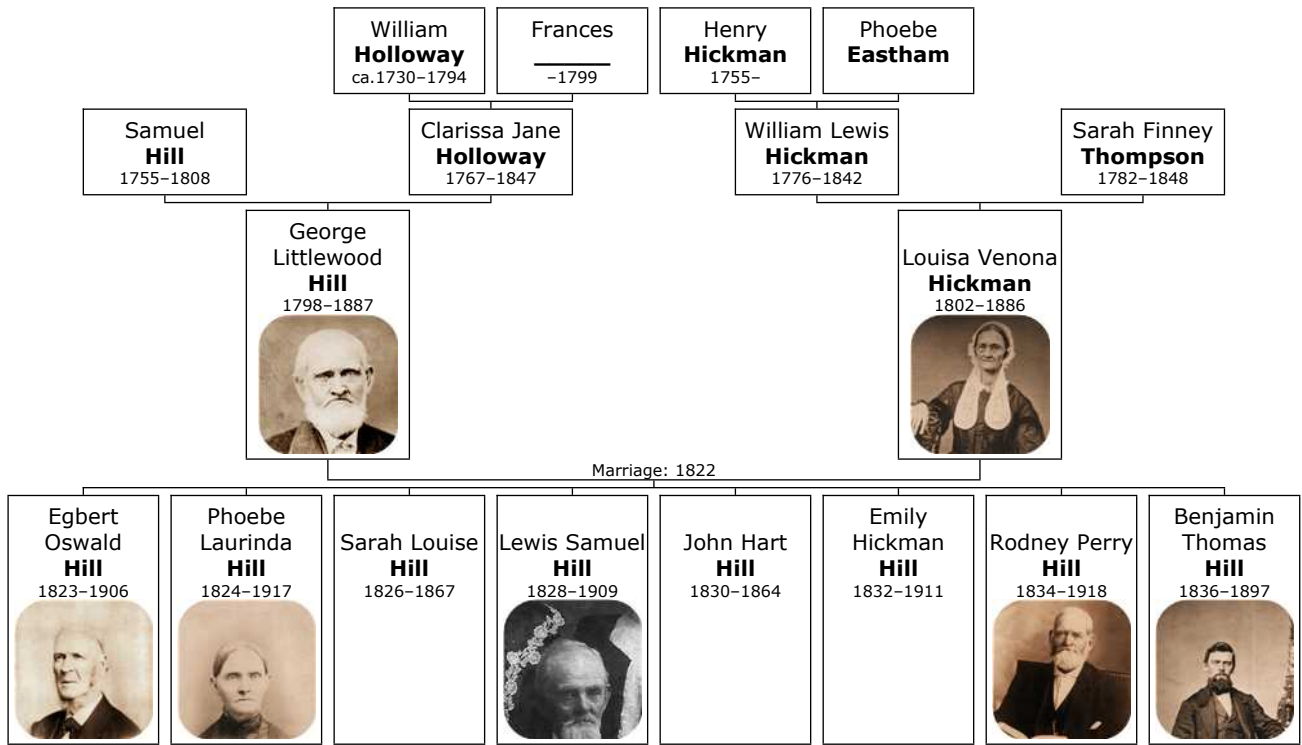 William
Holloway
ca.1730–1794
Frances
______
–1799
Henry
Hickman
1755–
Phoebe
Eastham
Samuel
Hill
1755–1808
Clarissa Jane
Holloway
1767–1847
William Lewis
Hickman
1776–1842
Sarah Finney
Thompson
1782–1848
George
Littlewood
Hill
1798–1887
Louisa Venona
Hickman
1802–1886
Marriage: 1822
Egbert
Oswald
Hill
1823–1906
Phoebe
Laurinda
Hill
1824–1917
Sarah Louise
Hill
1826–1867
Lewis Samuel
Hill
1828–1909
John Hart
Hill
1830–1864
Emily
Hickman
Hill
1832–1911
Rodney Perry
Hill
1834–1918
Benjamin
Thomas
Hill
1836–1897